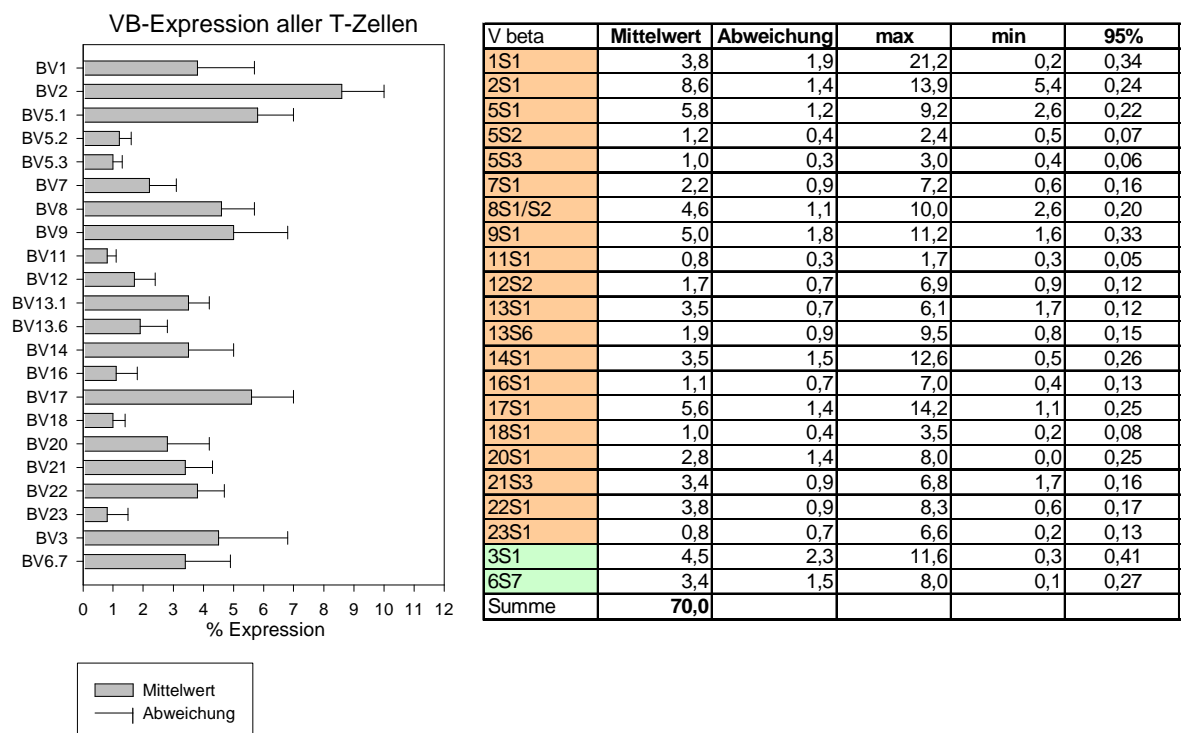 VB-Expression aller T-Zellen
BV1
BV2
BV5.1
BV5.2
BV5.3
BV7
BV8
BV9
BV11
BV12
BV13.1
BV13.6
BV14
BV16
BV17
BV18
BV20
BV21
BV22
BV23
BV3
BV6.7
0 1 2 3 4 5 6 7 8 9 10 11 12
% Expression
Mittelwert
Abweichung
V beta Mittelwert Abweichung max min 95%
1S1 3,8 1,9 21,2 0,2 0,34
2S1 8,6 1,4 13,9 5,4 0,24
5S1 5,8 1,2 9,2 2,6 0,22
5S2 1,2 0,4 2,4 0,5 0,07
5S3 1,0 0,3 3,0 0,4 0,06
7S1 2,2 0,9 7,2 0,6 0,16
8S1/S2 4,6 1,1 10,0 2,6 0,20
9S1 5,0 1,8 11,2 1,6 0,33
11S1 0,8 0,3 1,7 0,3 0,05
12S2 1,7 0,7 6,9 0,9 0,12
13S1 3,5 0,7 6,1 1,7 0,12
13S6 1,9 0,9 9,5 0,8 0,15
14S1 3,5 1,5 12,6 0,5 0,26
16S1 1,1 0,7 7,0 0,4 0,13
17S1 5,6 1,4 14,2 1,1 0,25
18S1 1,0 0,4 3,5 0,2 0,08
20S1 2,8 1,4 8,0 0,0 0,25
21S3 3,4 0,9 6,8 1,7 0,16
22S1 3,8 0,9 8,3 0,6 0,17
23S1 0,8 0,7 6,6 0,2 0,13
3S1 4,5 2,3 11,6 0,3 0,41
6S7 3,4 1,5 8,0 0,1 0,27
Summe 70,0